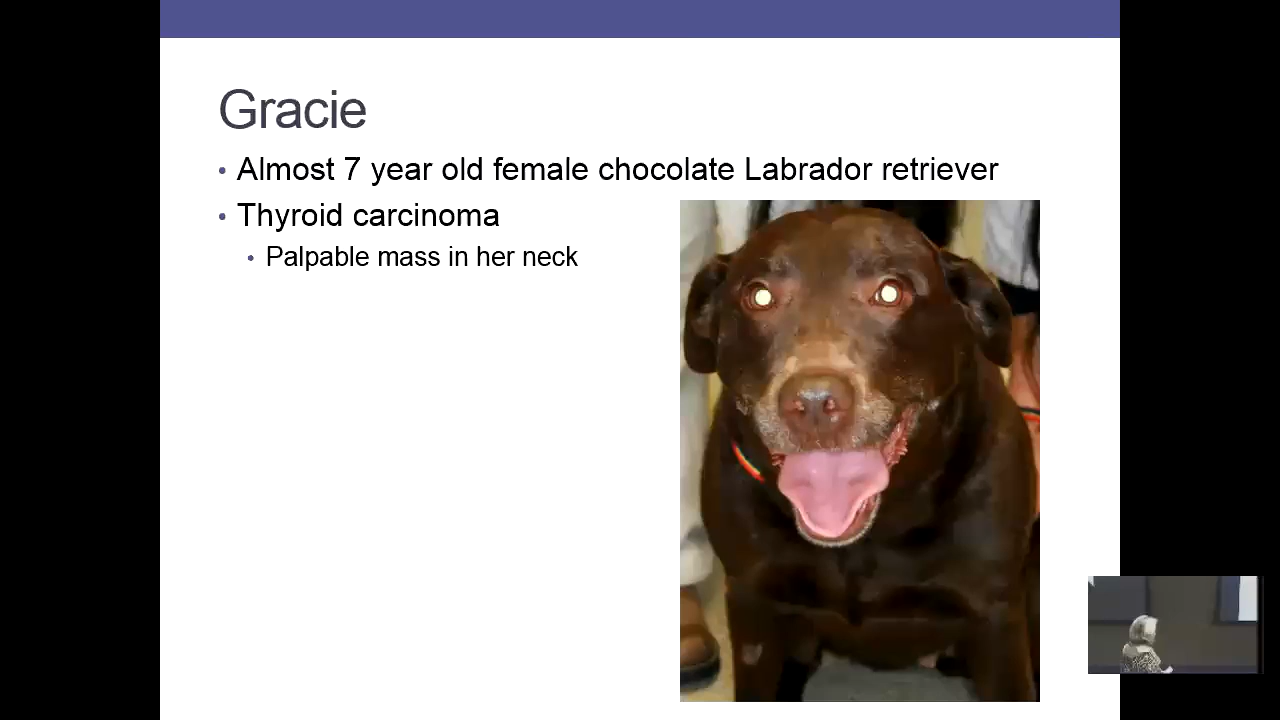 Gracie
• Almost 7 year old female chocolate Labrador retriever
• Thyroid carcinoma
• Palpable mass in her neck